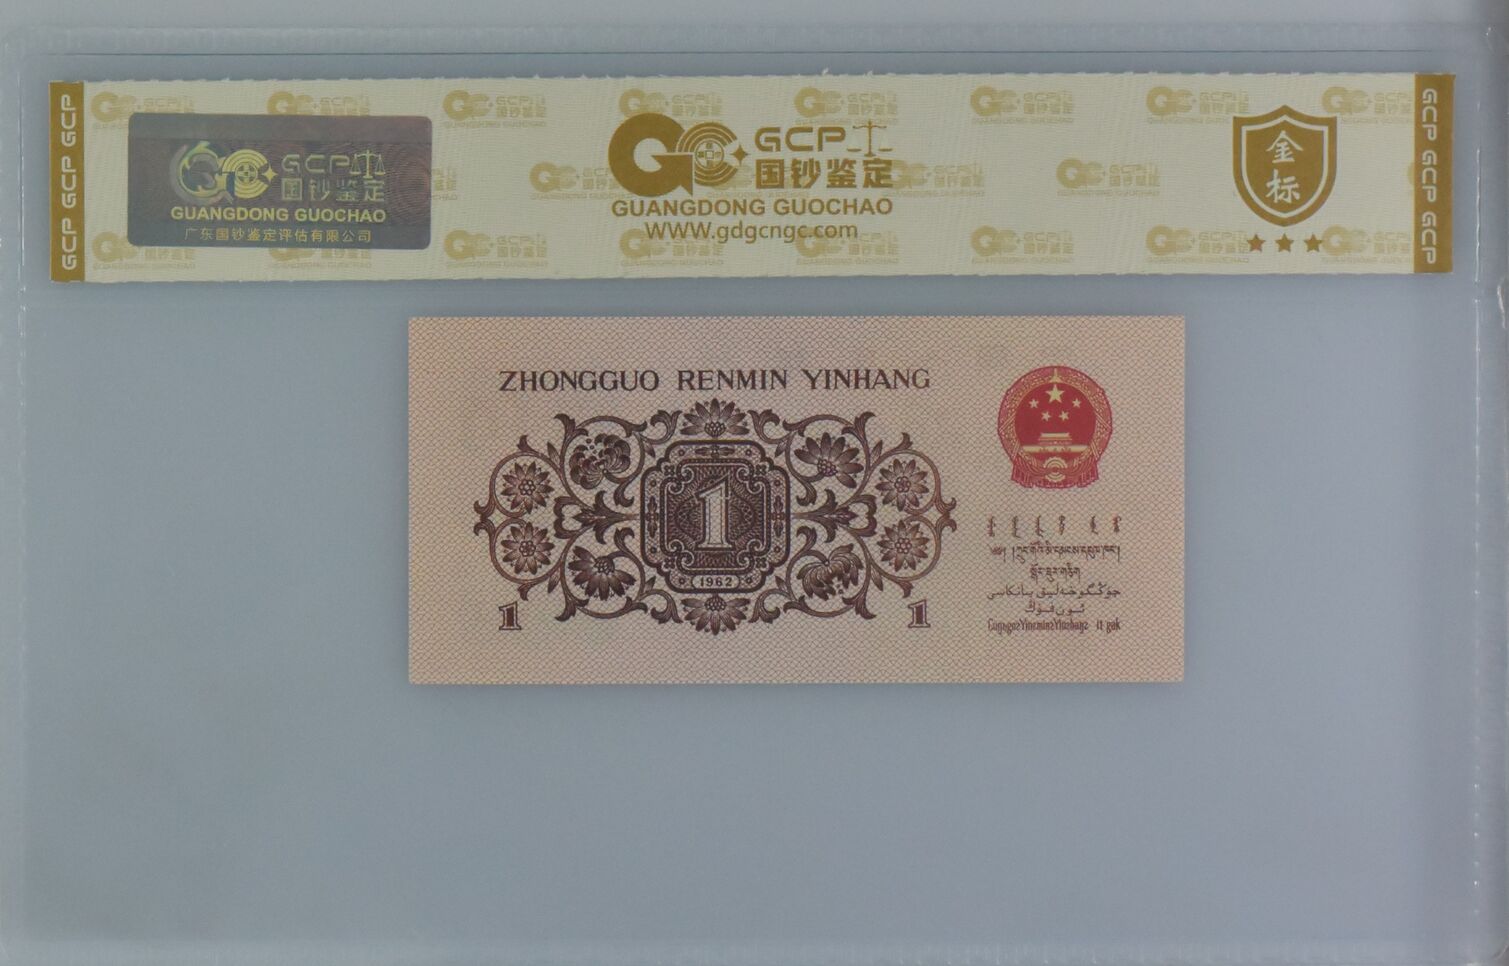 GCP GCP GCP
GCP
国钞鉴定
GUANGDONG GUOCHAO
广东国钞鉴定评估有限公司
GCP
国钞鉴定
GUANGDONG GUOCHAO
WWW.gdgcngc.com
金
标
GCP GCP GCP
ZHONGGUO RENMIN YINHANG
1
1962
1
1